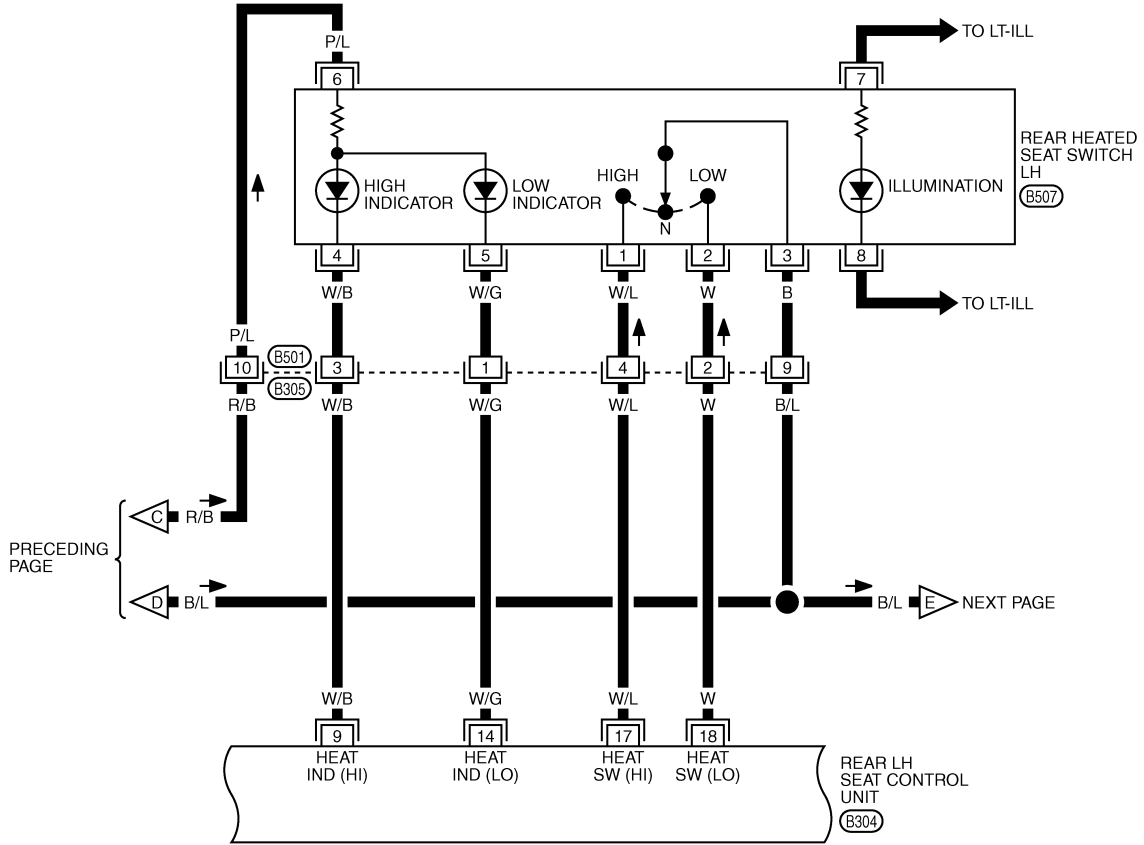 P/L
TO LT-ILL
6
7
REAR HEATED
SEAT SWITCH
LH
B507
HIGH
INDICATOR
LOW
INDICATOR
HIGH
LOW
N
ILLUMINATION
4
5
1
2
3
8
W/B
W/G
W/L
W
B
TO LT-ILL
P/L
B501
10
3
1
4
2
9
B305
R/B
W/B
W/G
W/L
W
B/L
C
R/B
PRECEDING
PAGE
D
B/L
B/L
E
NEXT PAGE
W/B
W/G
W/L
W
9
14
17
18
HEAT
IND (HI)
HEAT
IND (LO)
HEAT
SW (HI)
HEAT
SW (LO)
REAR LH
SEAT CONTROL
UNIT
B304